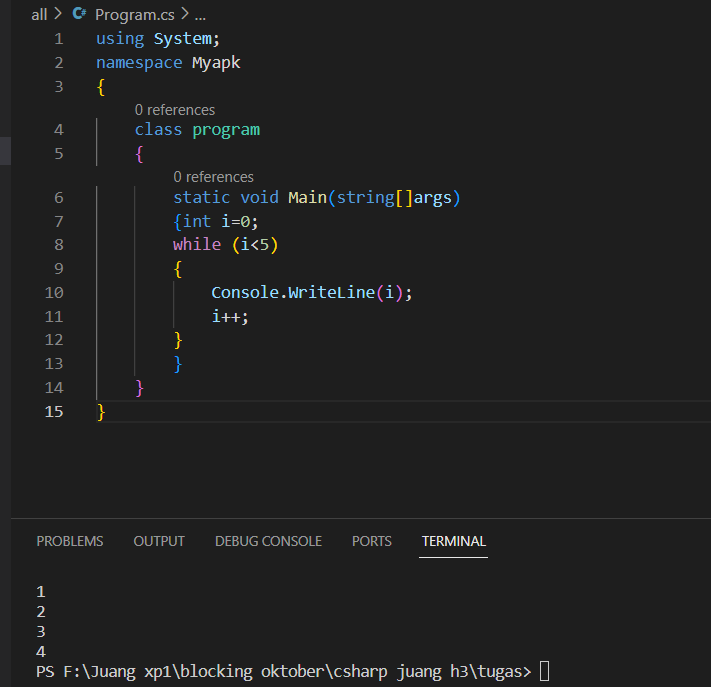 all > C# Program.cs > ...
1 using System;
2 namespace Myapk
3 {
0 references
4 class program
5 {
0 references
6 static void Main(string[]args)
7 {int i=0;
8 while (i<5)
9 {
10 Console.WriteLine(i);
11 i++;
12 }
13 }
14 }
15 }
PROBLEMS OUTPUT DEBUG CONSOLE PORTS TERMINAL
1
2
3
4
PS F:\Juang xp1\blocking oktober\csharp juang h3\tugas>